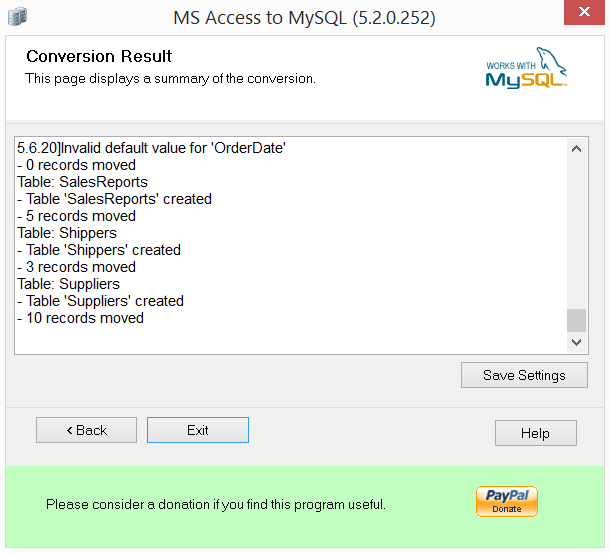 MS Access to MySQL (5.2.0.252)
Conversion Result
This page displays a summary of the conversion.
WORKS WITH
MySQL
5.6.20]Invalid default value for 'OrderDate'
- 0 records moved
Table: SalesReports
- Table 'SalesReports' created
- 5 records moved
Table: Shippers
- Table 'Shippers' created
- 3 records moved
Table: Suppliers
- Table 'Suppliers' created
- 10 records moved
Save Settings
< Back
Exit
Help
Please consider a donation if you find this program useful.
PayPal
Donate